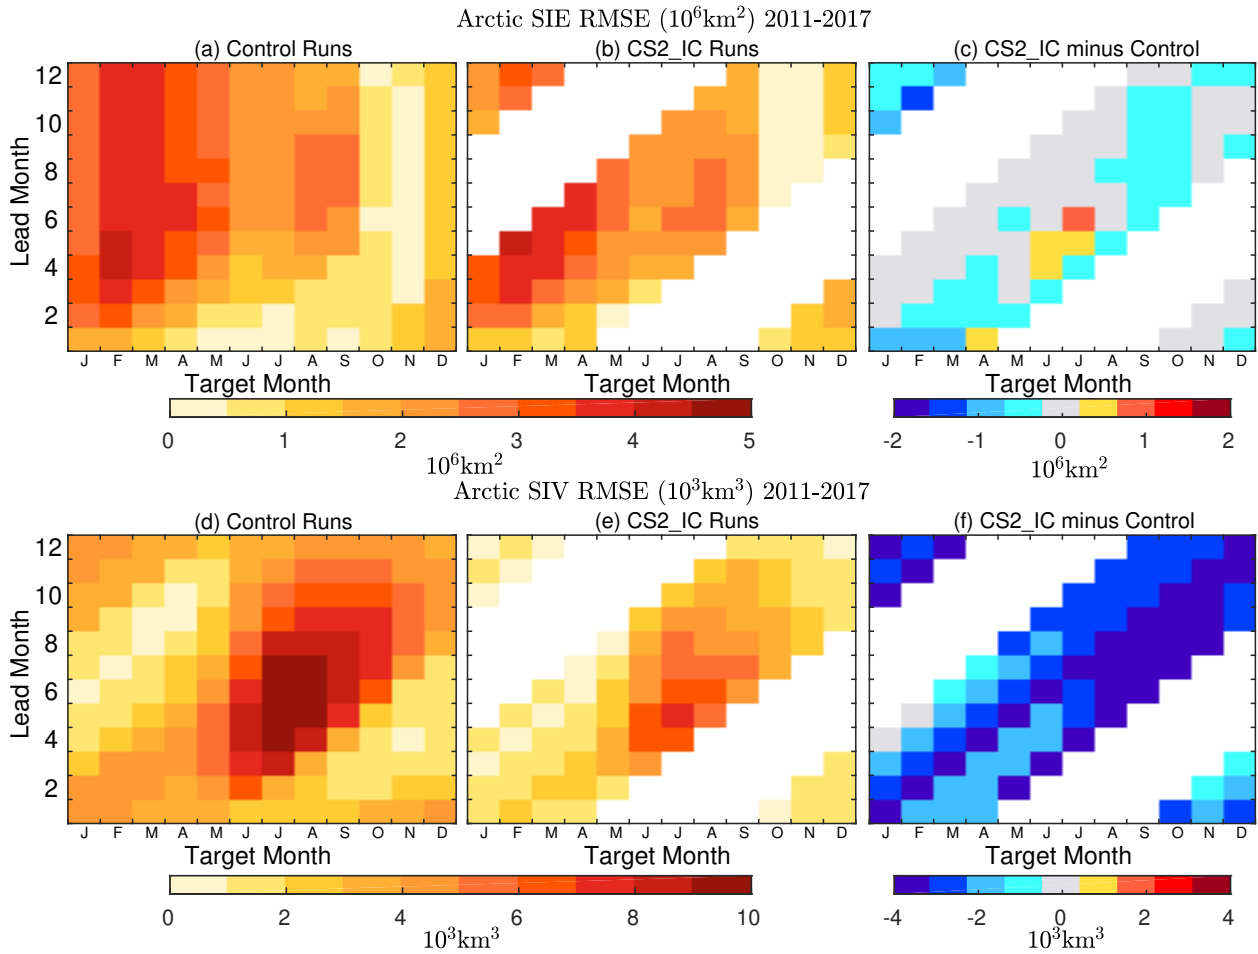 Arctic SIE RMSE (10⁶km²) 2011-2017
(a) Control Runs
(b) CS2_IC Runs
(c) CS2_IC minus Control
Lead Month
12
10
8
6
4
2
J F M A M J J A S O N D
J F M A M J J A S O N D
J F M A M J J A S O N D
Target Month
Target Month
Target Month
0 1 2 3 4 5
10⁶km²
-2 -1 0 1 2
10⁶km²
Arctic SIV RMSE (10³km³) 2011-2017
(d) Control Runs
(e) CS2_IC Runs
(f) CS2_IC minus Control
Lead Month
12
10
8
6
4
2
J F M A M J J A S O N D
J F M A M J J A S O N D
J F M A M J J A S O N D
Target Month
Target Month
Target Month
0 2 4 6 8 10
10³km³
-4 -2 0 2 4
10³km³